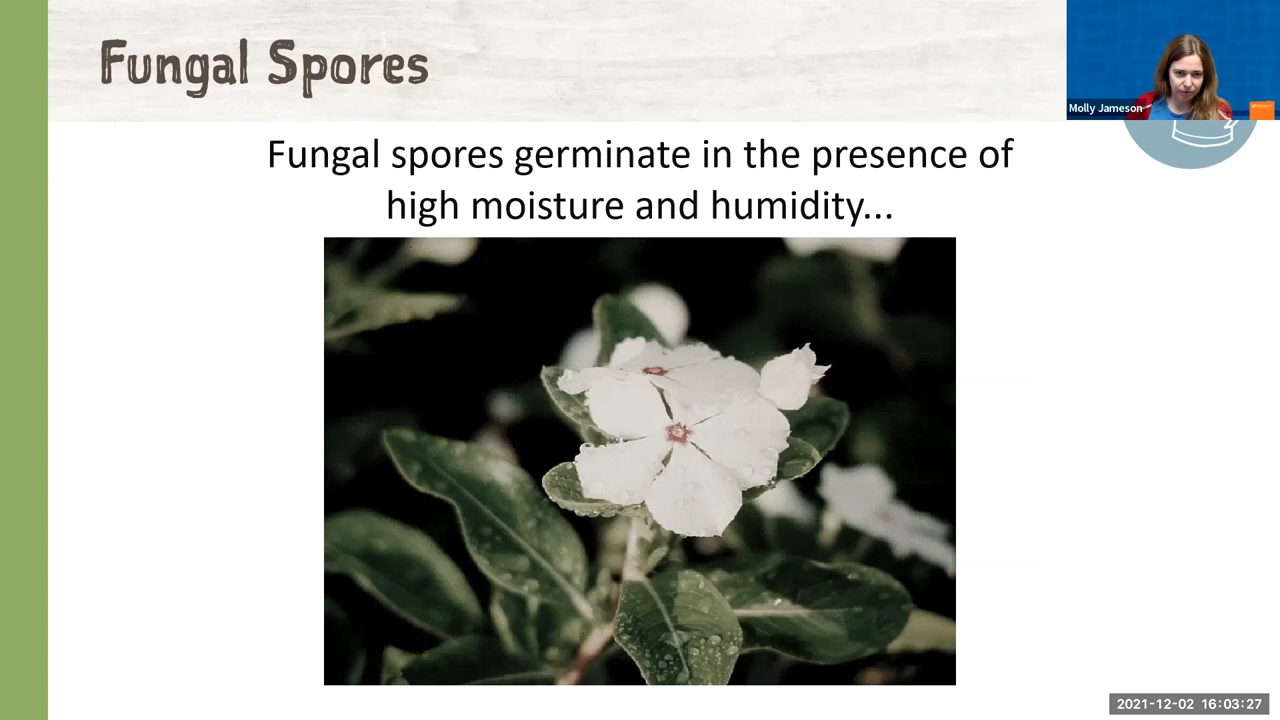 Fungal Spores
Molly Jameson
Fungal spores germinate in the presence of
high moisture and humidity...
2021-12-02 16:03:27